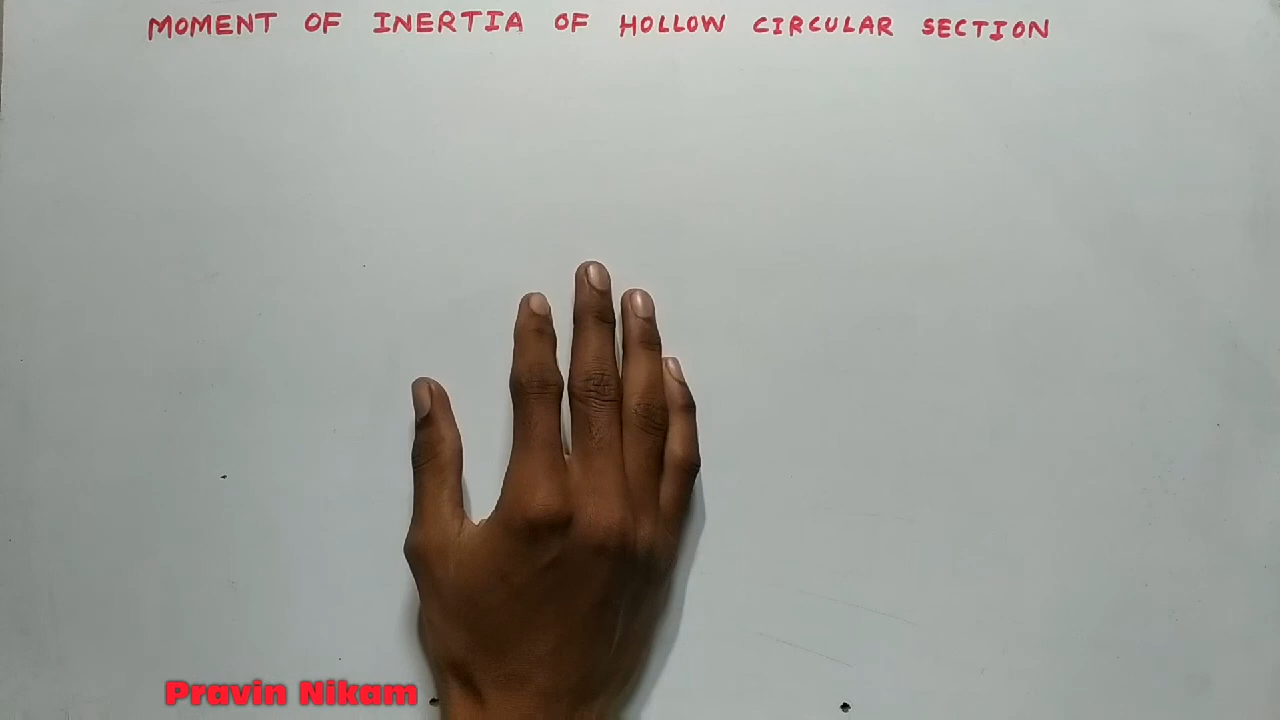 MOMENT OF INERTIA OF HOLLOW CIRCULAR SECTION
Pravin Nikam